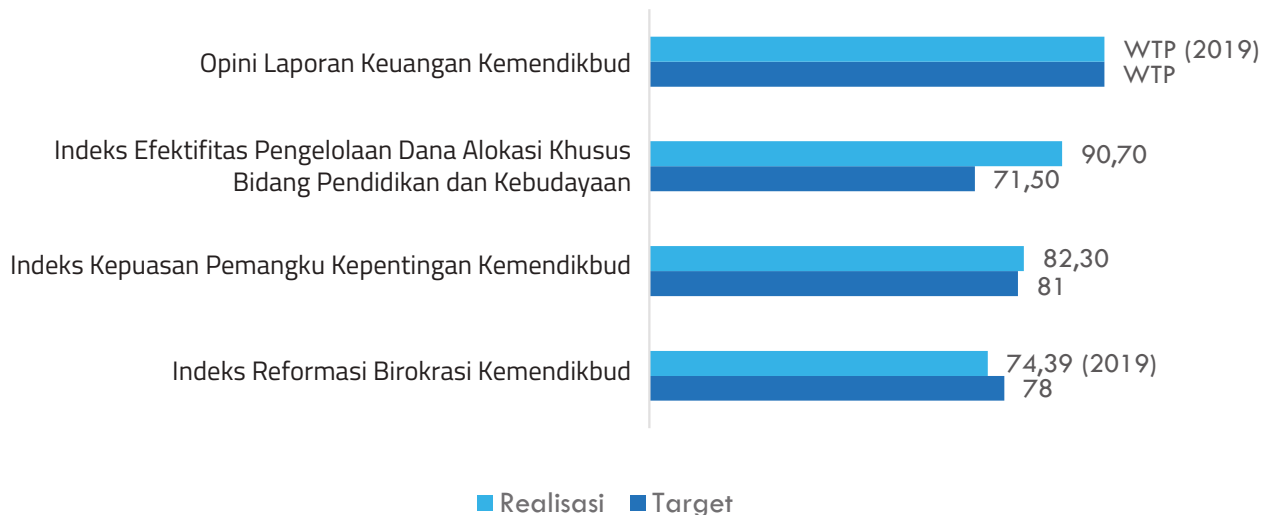 Opini Laporan Keuangan Kemendikbud
WTP (2019)
WTP
Indeks Efektifitas Pengelolaan Dana Alokasi Khusus
Bidang Pendidikan dan Kebudayaan
90,70
71,50
Indeks Kepuasan Pemangku Kepentingan Kemendikbud
82,30
81
Indeks Reformasi Birokrasi Kemendikbud
74,39 (2019)
78
Realisasi Target